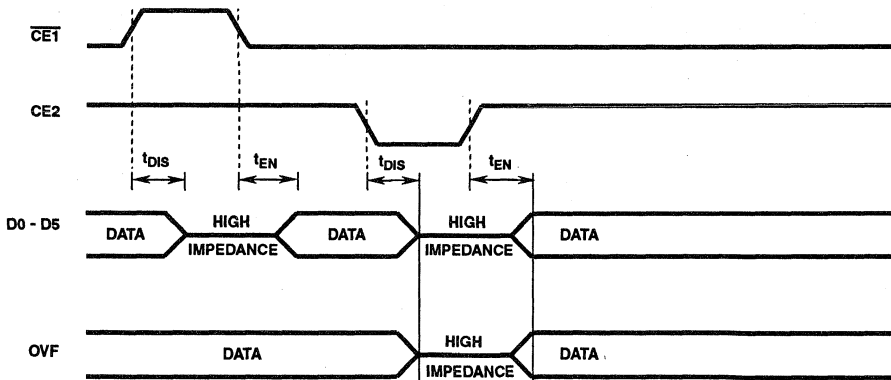 C̅E̅1̅
CE2
tDIS tEN tDIS tEN
D0 - D5 DATA HIGH IMPEDANCE DATA HIGH IMPEDANCE DATA
OVF DATA HIGH IMPEDANCE DATA